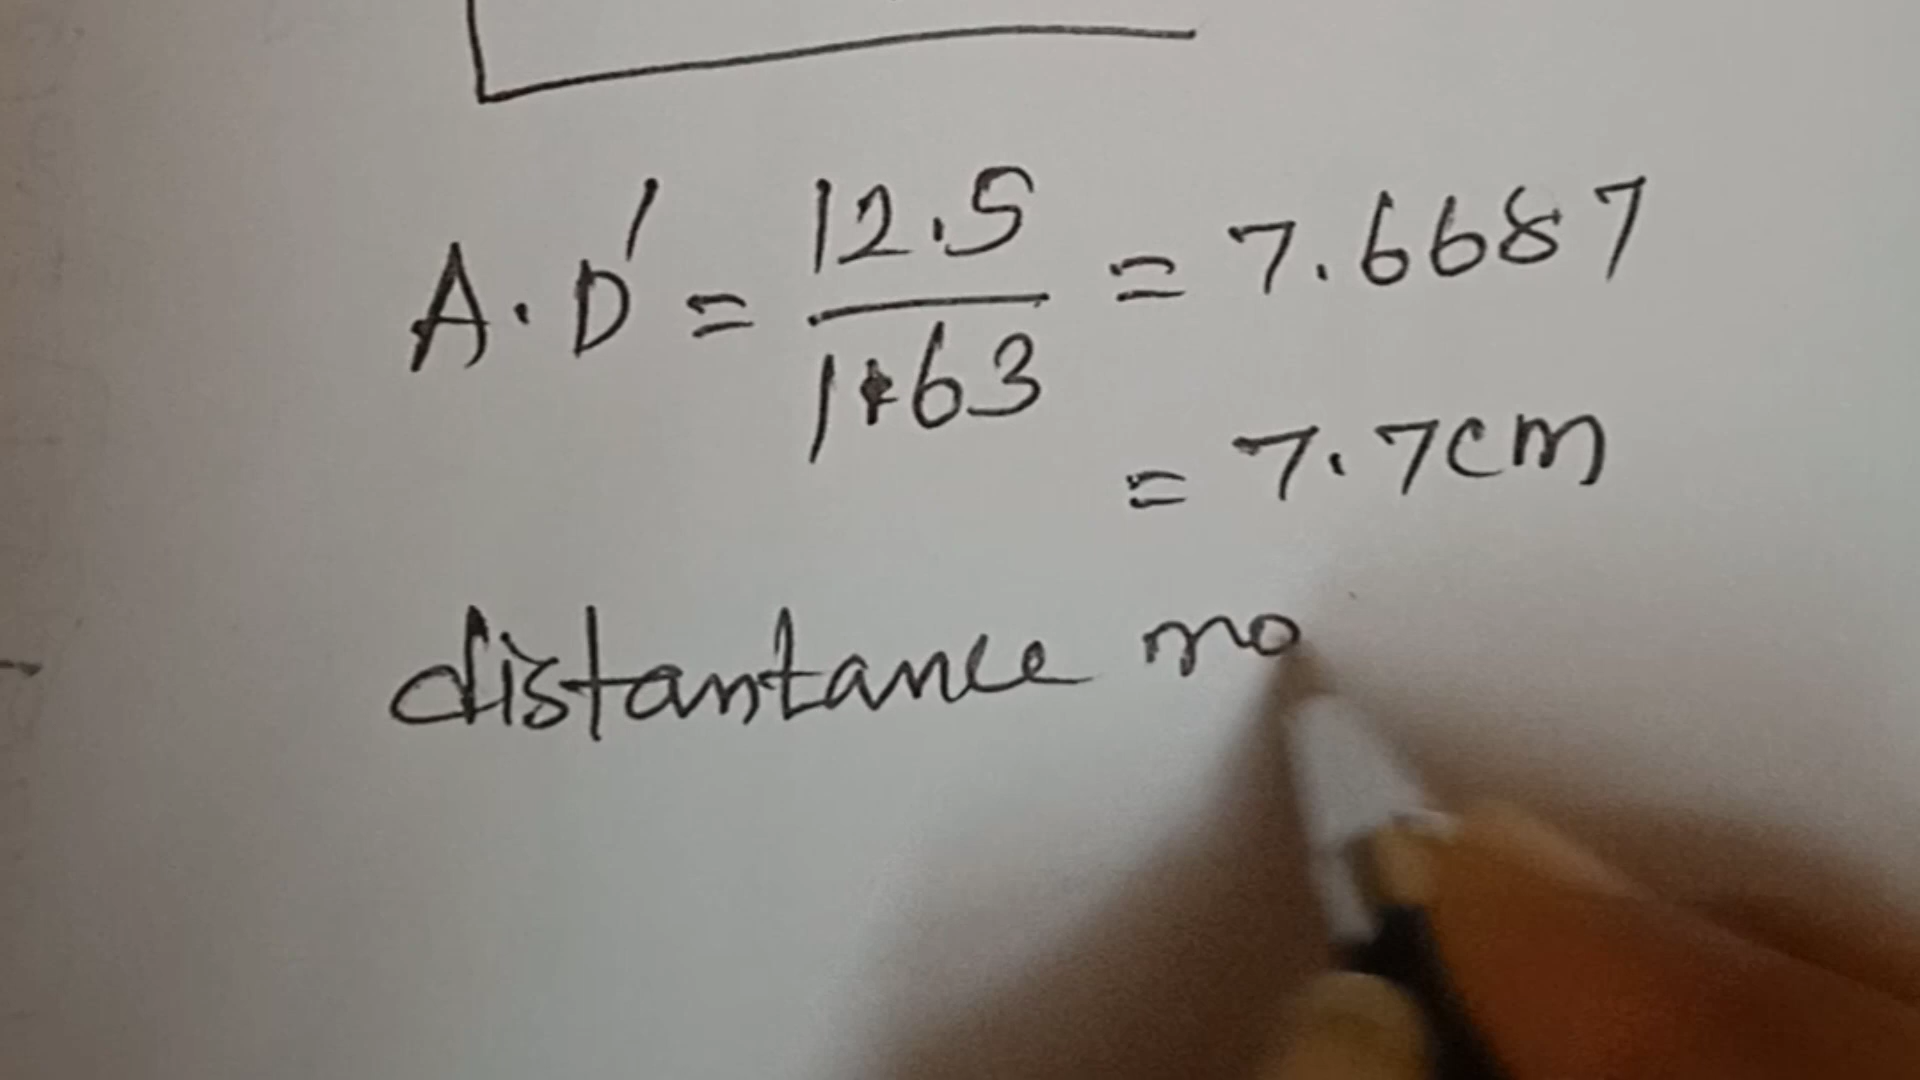 A.D' = 12.5 / 1.63 = 7.6687
= 7.7cm
distantance mo